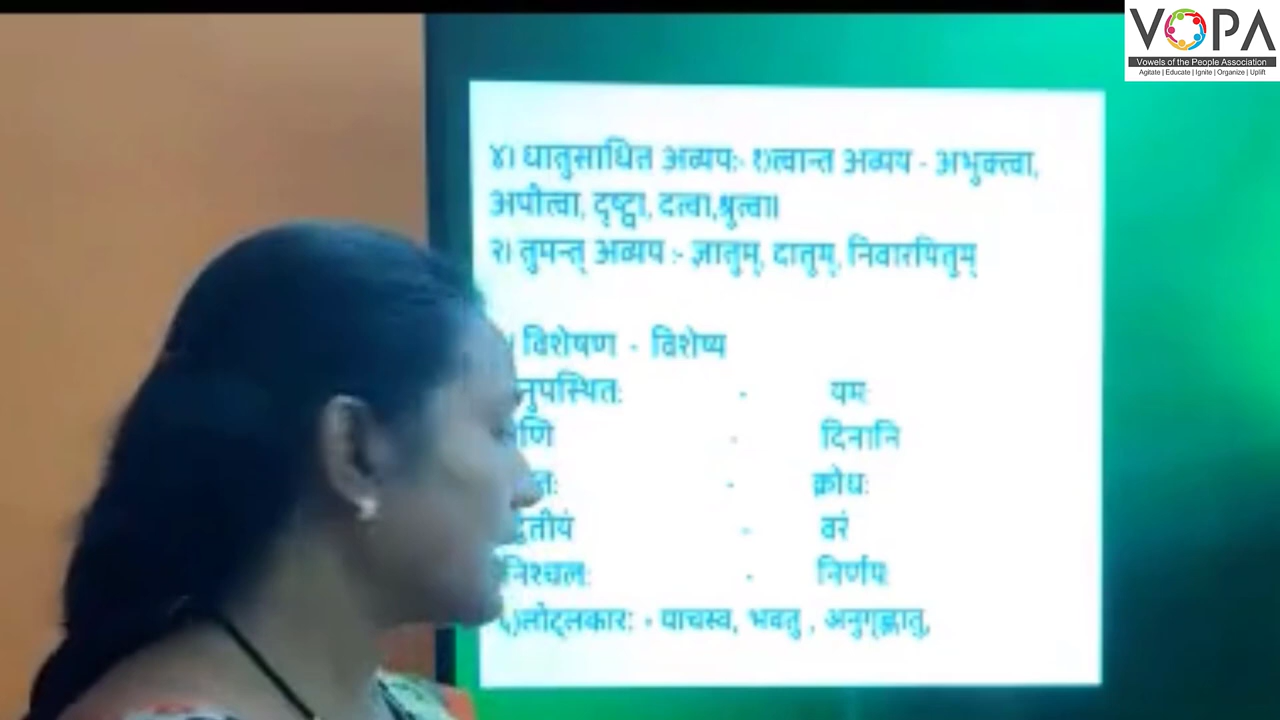 VOPA
Vowels of the People Association
Agitate | Educate | Ignite | Organize | Uplift
४) धातुसाधित अव्यय:- १)त्वान्त अव्यय - अभुक्त्वा,
अपीत्वा, दृष्ट्वा, दत्वा,श्रुत्वा।
२) तुमन्त् अव्यय :- ज्ञातुम्, दातुम्, निवारयितुम्
विशेषण - विशेष्य
- यम:
- दिनानि
- क्रोध:
- वरं
निश्चल: - निर्णय:
लोट्लकार: - याचस्व, भवतु , अनुगृह्णातु,